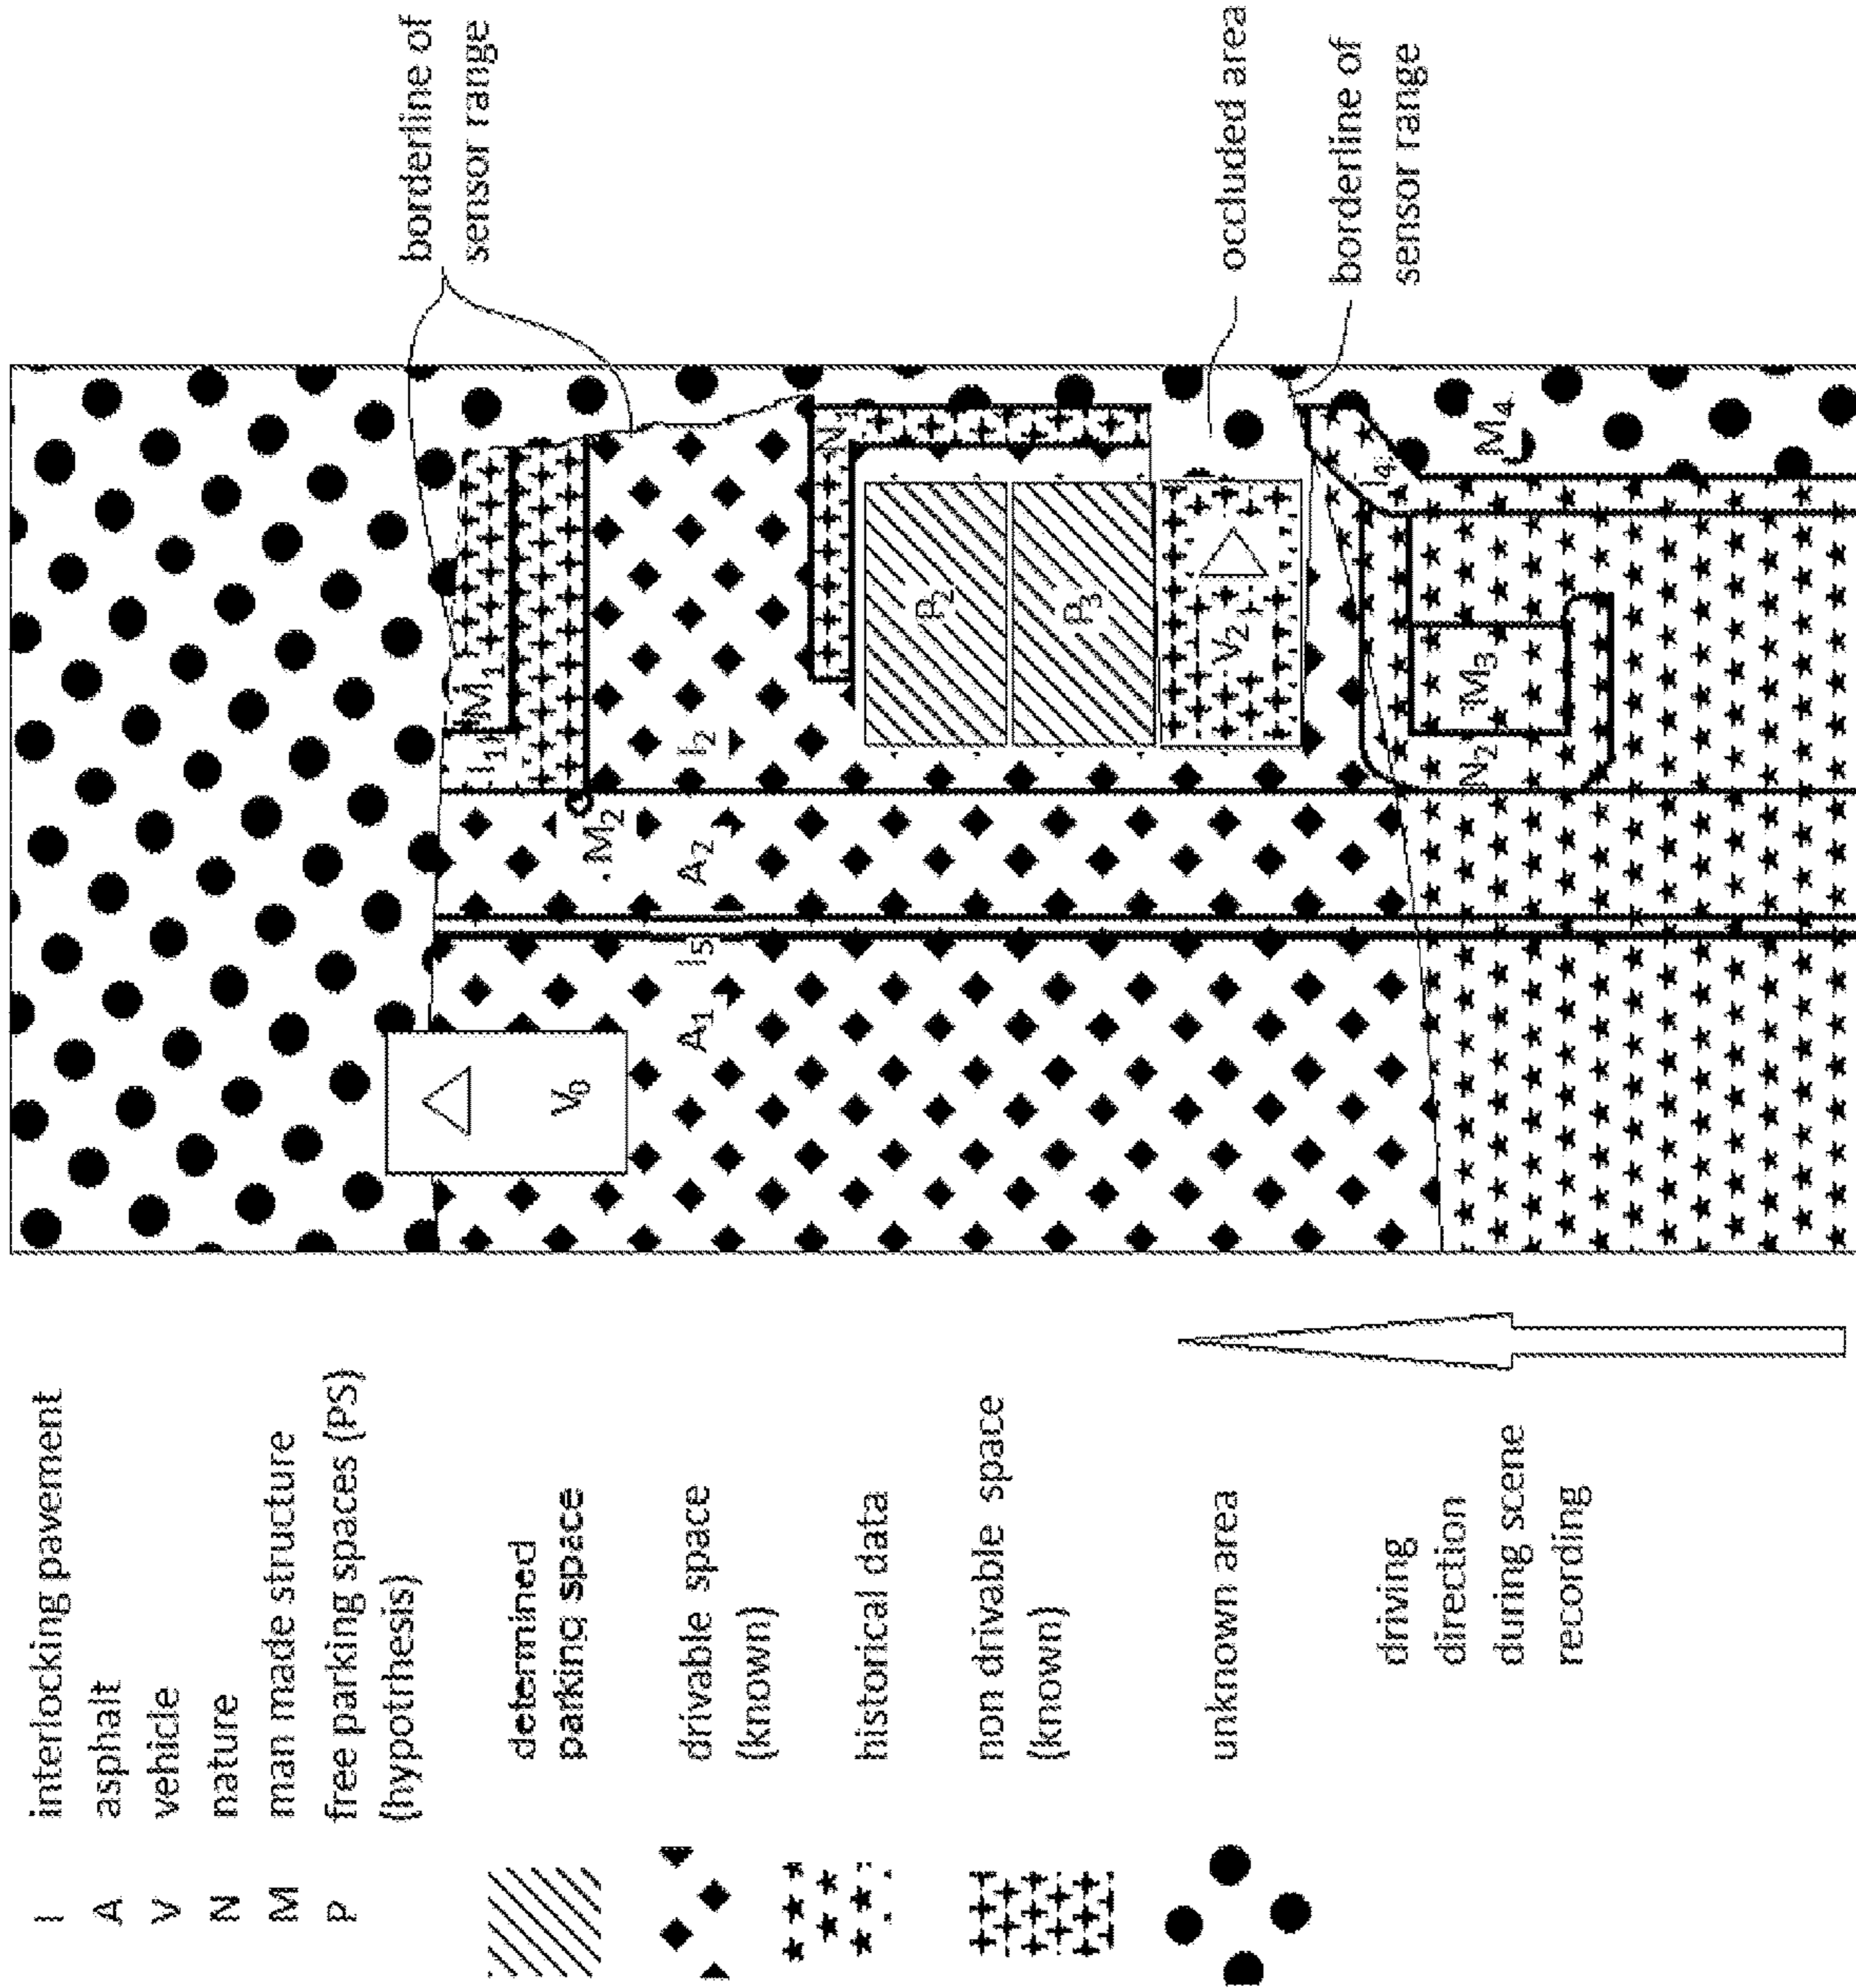 I interlocking pavement
A asphalt
V vehicle
N nature
M man made structure
P free parking spaces (PS)
(hypothesis)
determined
parking space
drivable space
(known)
historical data
non drivable space
(known)
unknown area
driving
direction
during scene
recording
borderline of
sensor range
occluded area
borderline of
sensor range
V0
A1
I5
A2
M2
I2
I1
M1
N1
P2
P3
V2
N2
M3
I4
M4